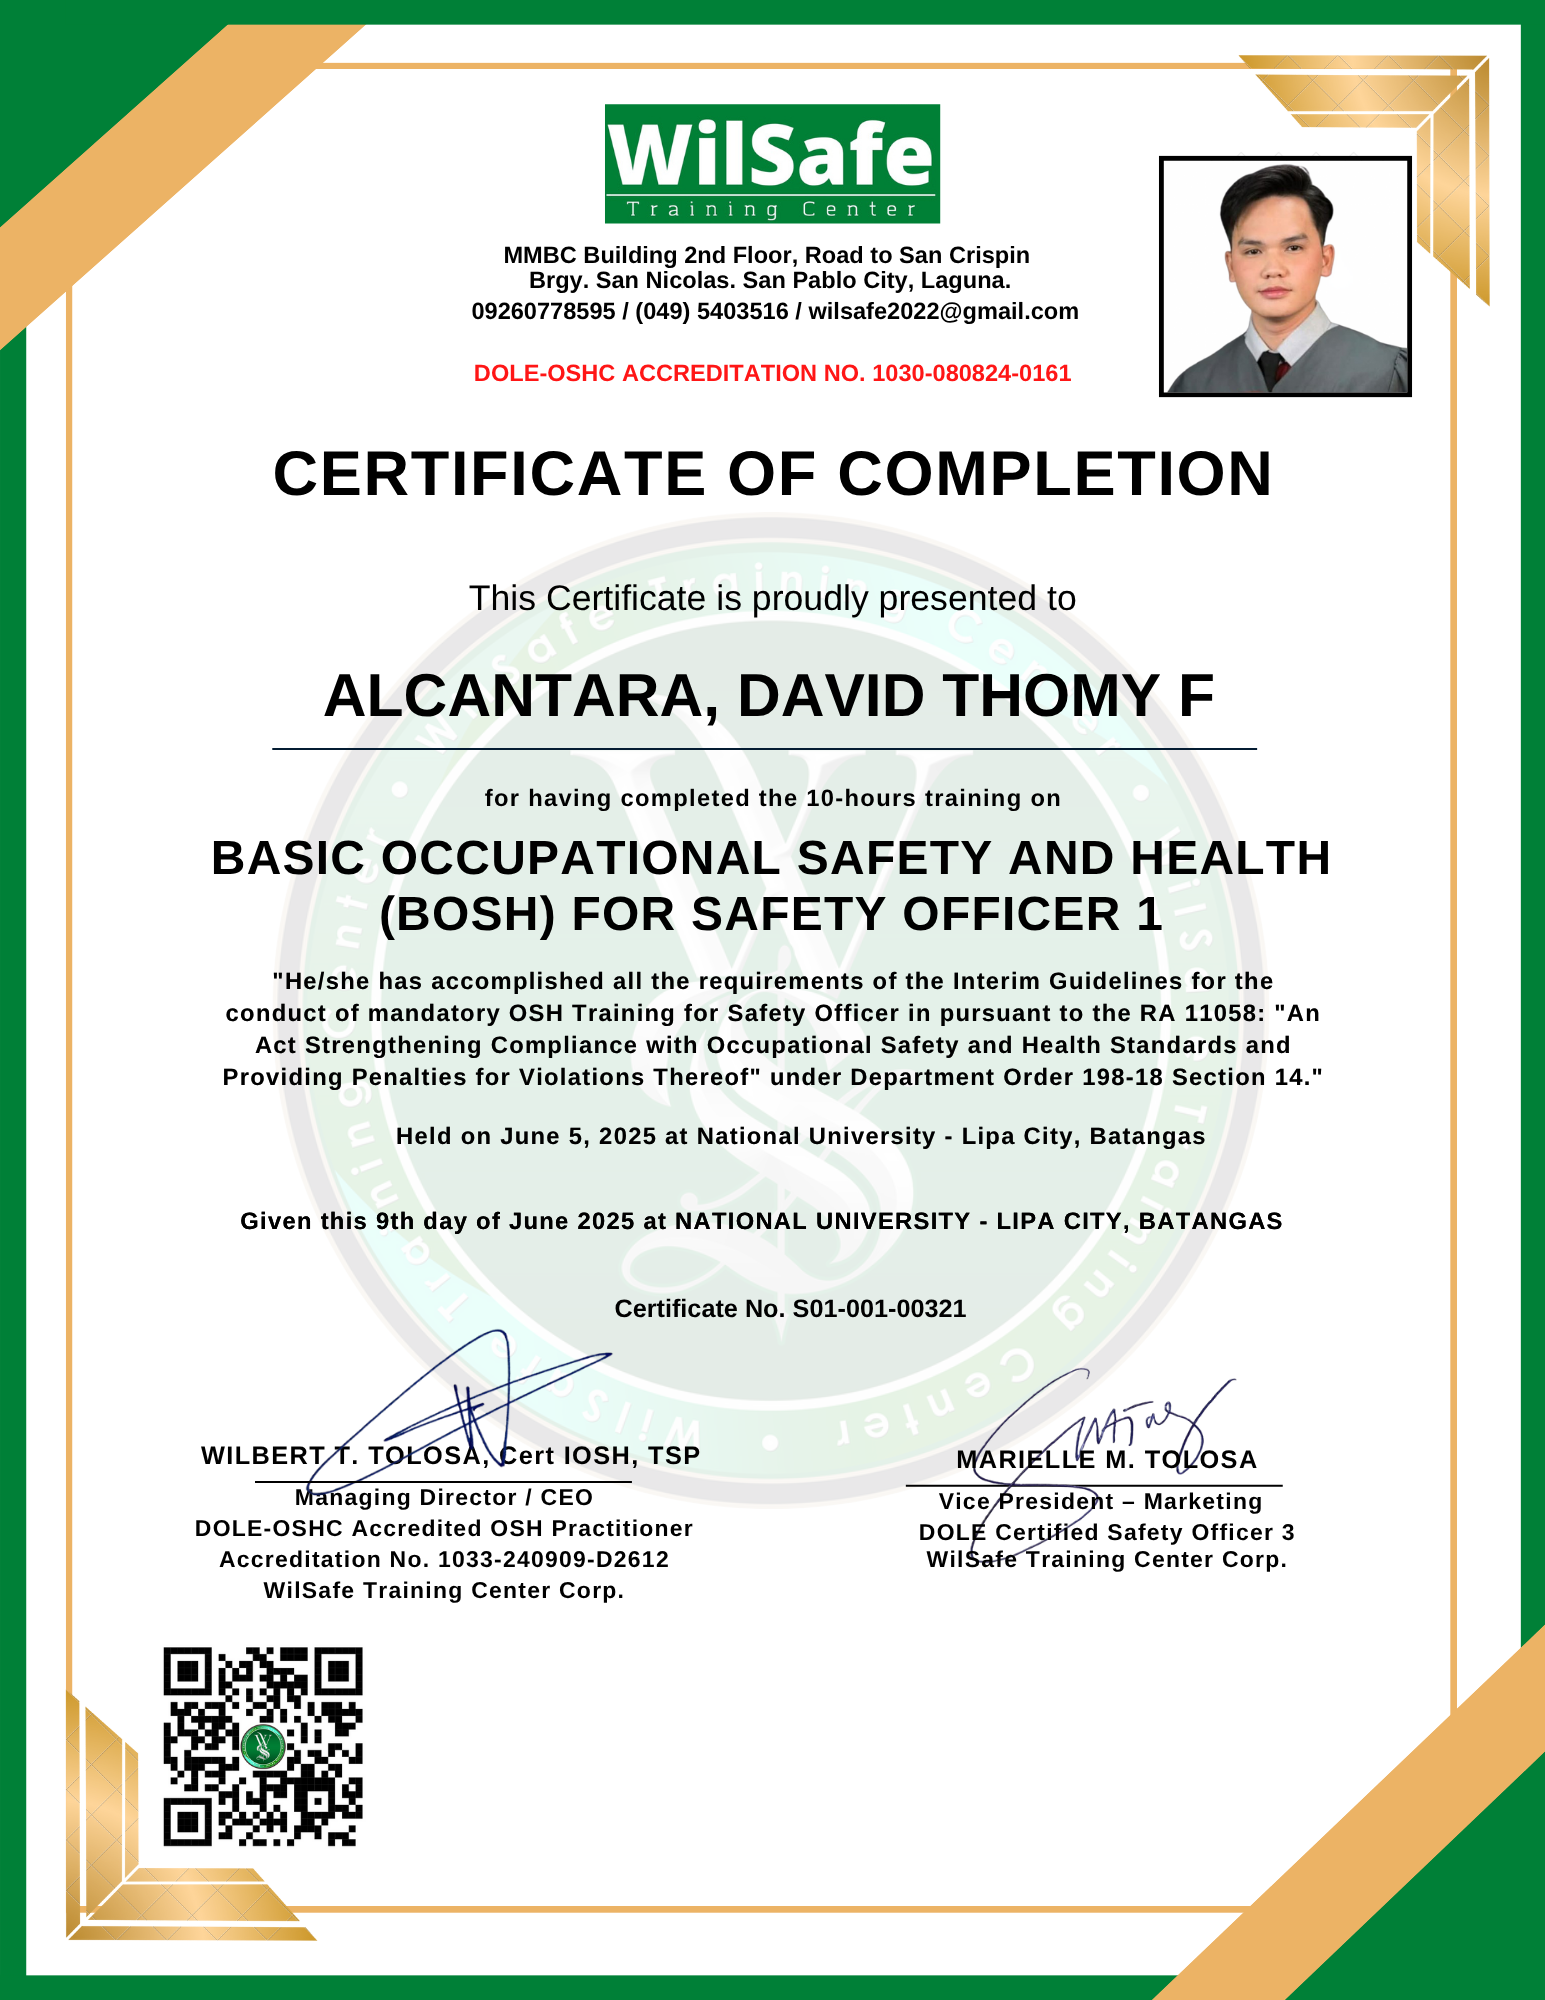 WilSafe
Training Center
MMBC Building 2nd Floor, Road to San Crispin
Brgy. San Nicolas. San Pablo City, Laguna.
09260778595 / (049) 5403516 / wilsafe2022@gmail.com
DOLE-OSHC ACCREDITATION NO. 1030-080824-0161
CERTIFICATE OF COMPLETION
This Certificate is proudly presented to
ALCANTARA, DAVID THOMY F
for having completed the 10-hours training on
BASIC OCCUPATIONAL SAFETY AND HEALTH
(BOSH) FOR SAFETY OFFICER 1
"He/she has accomplished all the requirements of the Interim Guidelines for the
conduct of mandatory OSH Training for Safety Officer in pursuant to the RA 11058: "An
Act Strengthening Compliance with Occupational Safety and Health Standards and
Providing Penalties for Violations Thereof" under Department Order 198-18 Section 14."
Held on June 5, 2025 at National University - Lipa City, Batangas
Given this 9th day of June 2025 at NATIONAL UNIVERSITY - LIPA CITY, BATANGAS
Certificate No. S01-001-00321
WILBERT T. TOLOSA, Cert IOSH, TSP
Managing Director / CEO
DOLE-OSHC Accredited OSH Practitioner
Accreditation No. 1033-240909-D2612
WilSafe Training Center Corp.
MARIELLE M. TOLOSA
Vice President – Marketing
DOLE Certified Safety Officer 3
WilSafe Training Center Corp.
WilSafe Training Center • WilSafe Training Center • WilSafe Training Center •